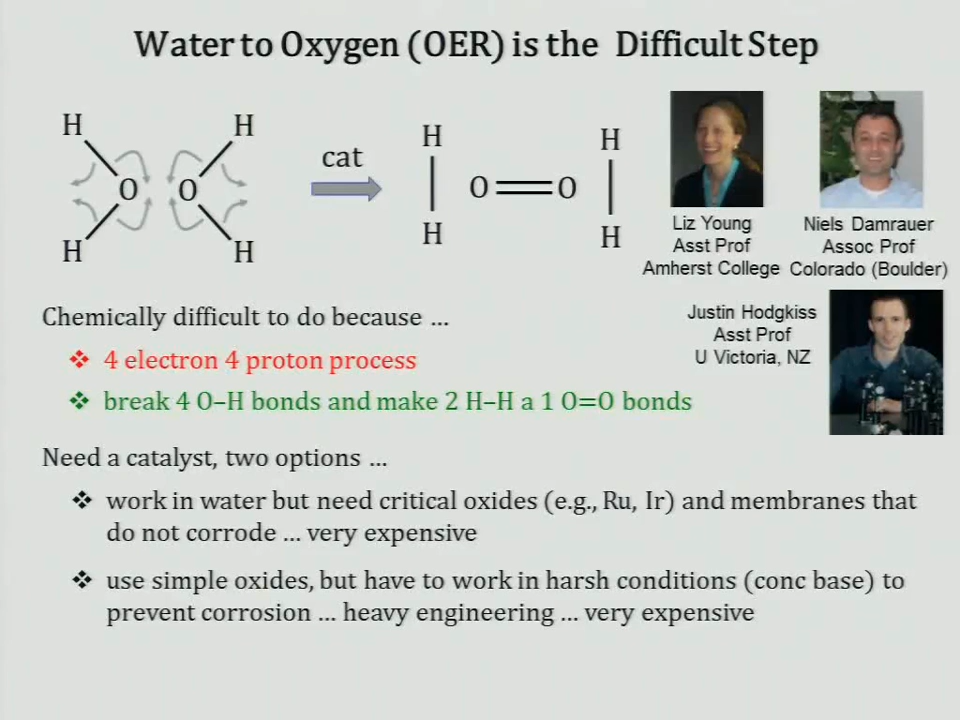 Water to Oxygen (OER) is the Difficult Step
H H
O O
H H
cat
H H
O O
H H
Liz Young
Asst Prof
Amherst College
Niels Damrauer
Assoc Prof
Colorado (Boulder)
Justin Hodgkiss
Asst Prof
U Victoria, NZ
Chemically difficult to do because ...
❖ 4 electron 4 proton process
❖ break 4 O–H bonds and make 2 H–H a 1 O=O bonds
Need a catalyst, two options ...
❖ work in water but need critical oxides (e.g., Ru, Ir) and membranes that
do not corrode ... very expensive
❖ use simple oxides, but have to work in harsh conditions (conc base) to
prevent corrosion ... heavy engineering ... very expensive